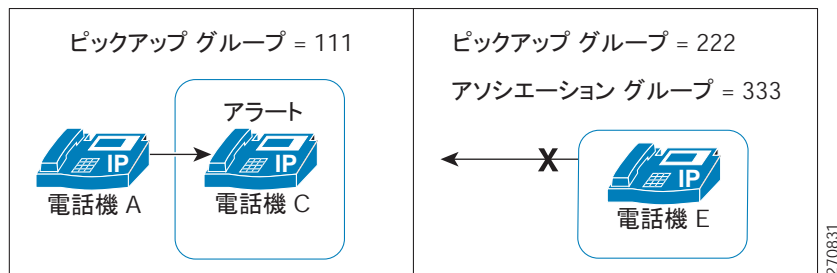 ピックアップ グループ = 111
アラート
IP
IP
電話機 A
電話機 C
ピックアップ グループ = 222
アソシエーション グループ = 333
X
IP
電話機 E
270831